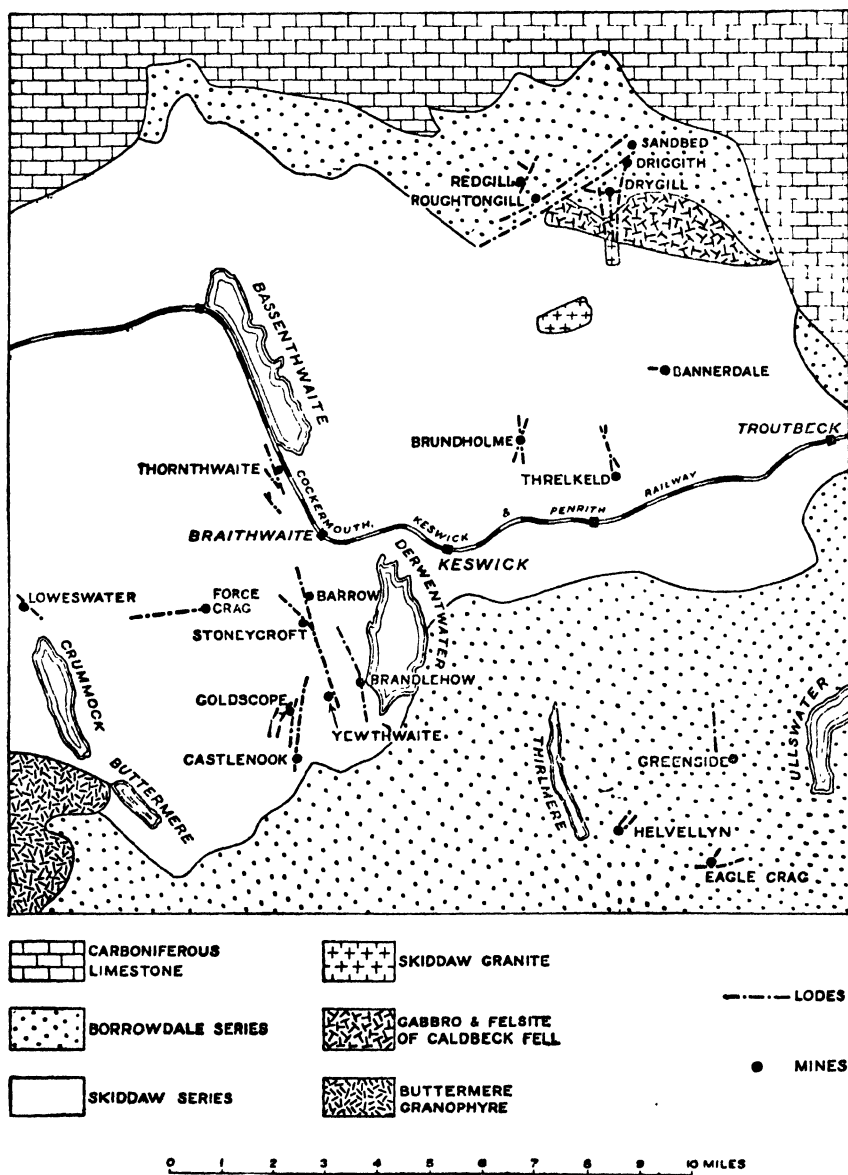 SANDBED
DRIGGITH
REDGILL
DRYGILL
ROUGHTONGILL
BASSENTHWAITE
BANNERDALE
BRUNDHOLME
TROUTBECK
THORNTHWAITE
THRELKELD
COCKERMOUTH, KESWICK & PENRITH RAILWAY
BRAITHWAITE
KESWICK
DERWENTWATER
LOWESWATER
FORCE
CRAG
BARROW
STONEYCROFT
CRUMMOCK
BRANDLEHOW
GOLDSCOPE
YEWTHWAITE
CASTLENOOK
BUTTERMERE
THIRLMERE
GREENSIDE
ULLSWATER
HELVELLYN
EAGLE CRAG
CARBONIFEROUS
LIMESTONE
SKIDDAW GRANITE
LODES
BORROWDALE SERIES
GABBRO & FELSITE
OF CALDBECK FELL
MINES
SKIDDAW SERIES
BUTTERMERE
GRANOPHYRE
0 1 2 3 4 5 6 7 8 9 10 MILES